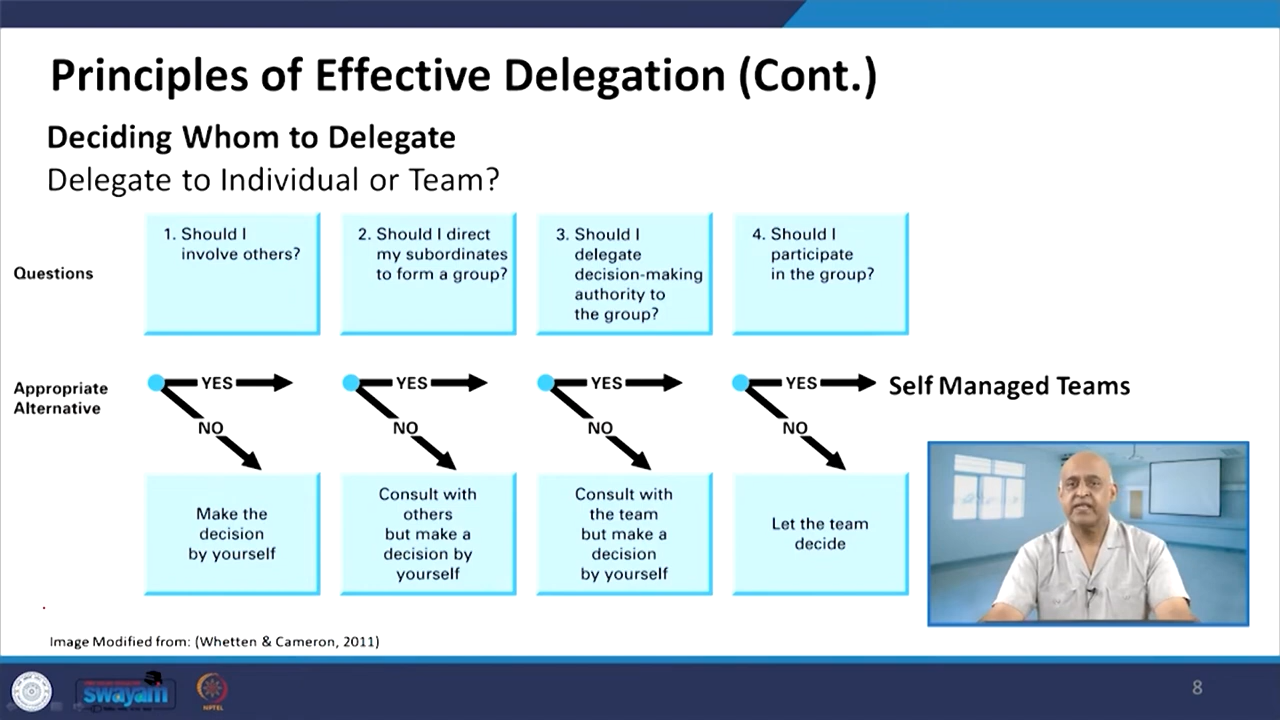 Principles of Effective Delegation (Cont.)
Deciding Whom to Delegate
Delegate to Individual or Team?
Questions
1. Should I
involve others?
2. Should I direct
my subordinates
to form a group?
3. Should I
delegate
decision-making
authority to
the group?
4. Should I
participate
in the group?
Appropriate
Alternative
YES
YES
YES
YES
Self Managed Teams
NO
NO
NO
NO
Make the
decision
by yourself
Consult with
others
but make a
decision by
yourself
Consult with
the team
but make a
decision
by yourself
Let the team
decide
Image Modified from: (Whetten & Cameron, 2011)
swayam
NPTEL
8